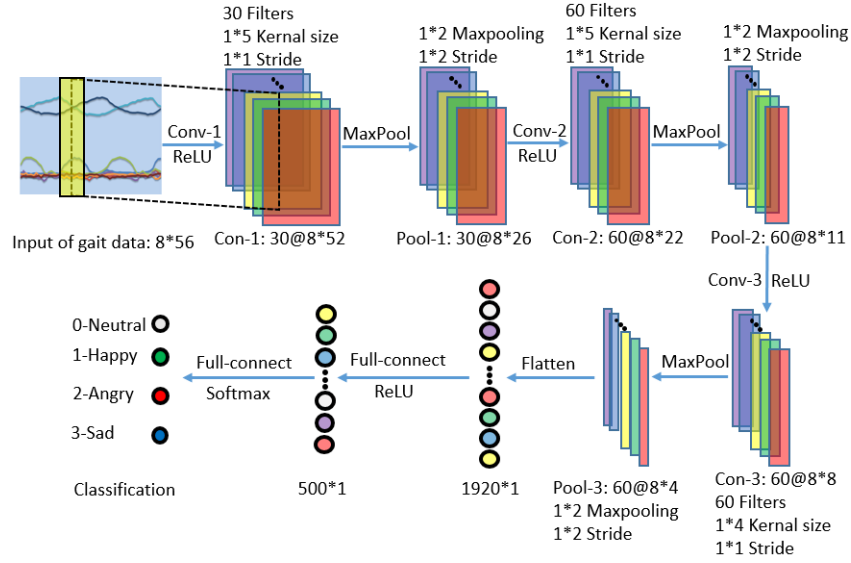 30 Filters
1*5 Kernal size
1*1 Stride
1*2 Maxpooling
1*2 Stride
60 Filters
1*5 Kernal size
1*1 Stride
1*2 Maxpooling
1*2 Stride
Conv-1
ReLU
MaxPool
Conv-2
ReLU
MaxPool
Input of gait data: 8*56
Con-1: 30@8*52
Pool-1: 30@8*26
Con-2: 60@8*22
Pool-2: 60@8*11
Conv-3
ReLU
0-Neutral
1-Happy
2-Angry
3-Sad
Full-connect
Softmax
Full-connect
ReLU
Flatten
MaxPool
Classification
500*1
1920*1
Pool-3: 60@8*4
1*2 Maxpooling
1*2 Stride
Con-3: 60@8*8
60 Filters
1*4 Kernal size
1*1 Stride